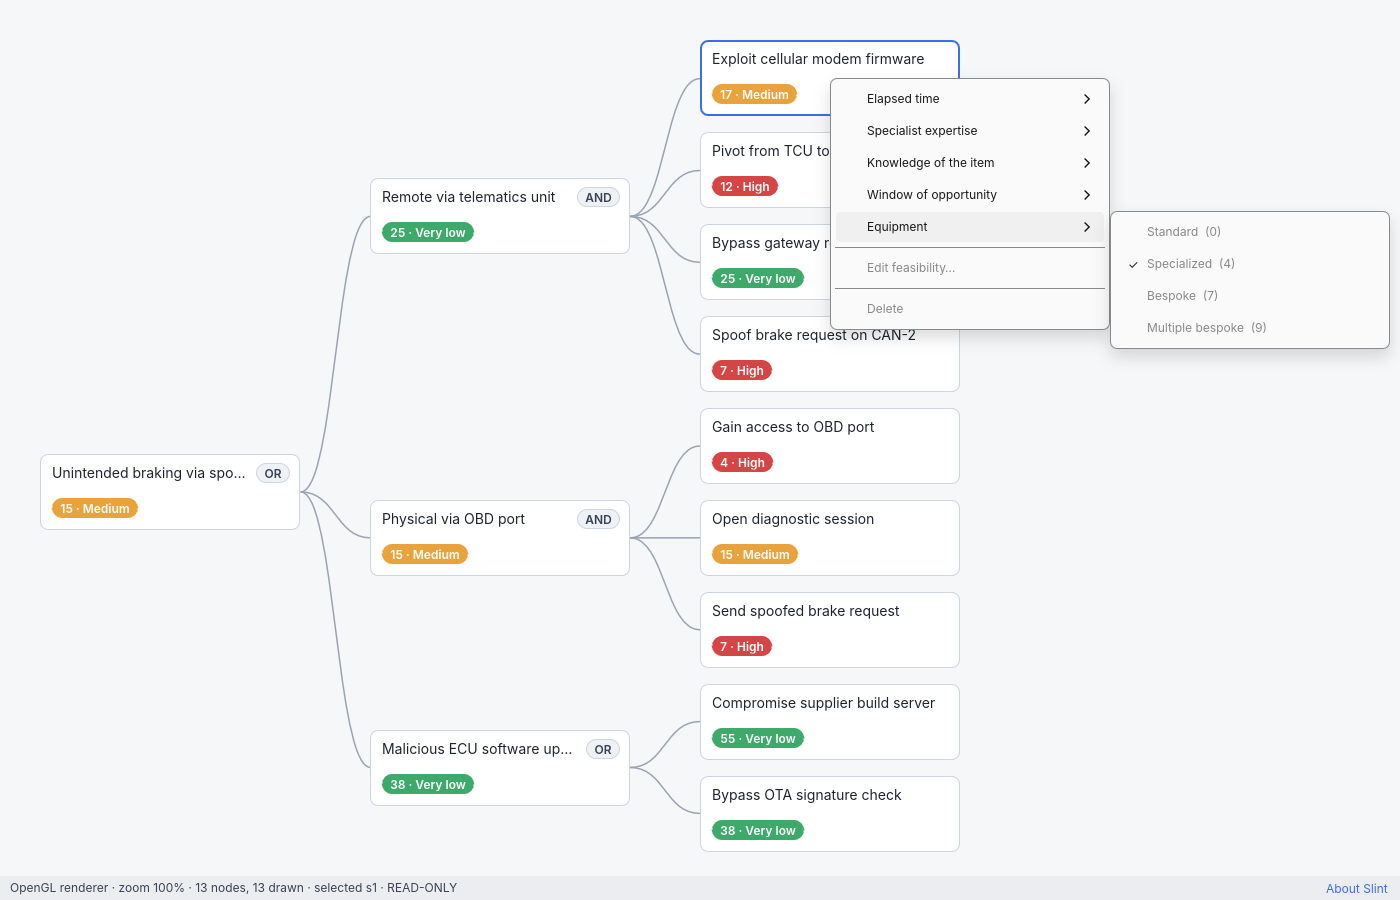 Exploit cellular modem firmware
17 · Medium
Elapsed time
Specialist expertise
Knowledge of the item
Window of opportunity
Equipment
Edit feasibility...
Delete
Standard (0)
Specialized (4)
Bespoke (7)
Multiple bespoke (9)
Pivot from TCU to
12 · High
Remote via telematics unit
AND
25 · Very low
Bypass gateway r
25 · Very low
Spoof brake request on CAN-2
7 · High
Gain access to OBD port
4 · High
Unintended braking via spo...
OR
15 · Medium
Physical via OBD port
AND
15 · Medium
Open diagnostic session
15 · Medium
Send spoofed brake request
7 · High
Compromise supplier build server
55 · Very low
Malicious ECU software up...
OR
38 · Very low
Bypass OTA signature check
38 · Very low
OpenGL renderer · zoom 100% · 13 nodes, 13 drawn · selected s1 · READ-ONLY
About Slint